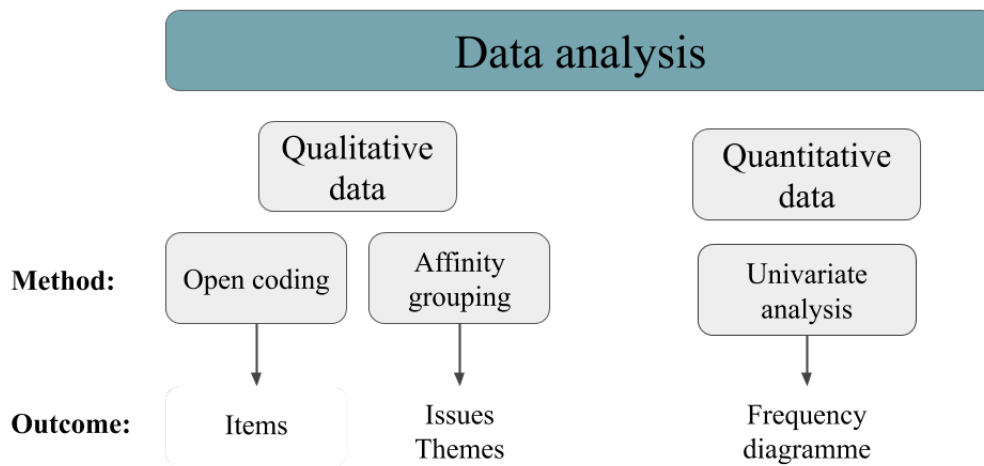 Data analysis
Qualitative
data
Quantitative
data
Method:
Open coding
Affinity
grouping
Univariate
analysis
Outcome:
Items
Issues
Themes
Frequency
diagramme